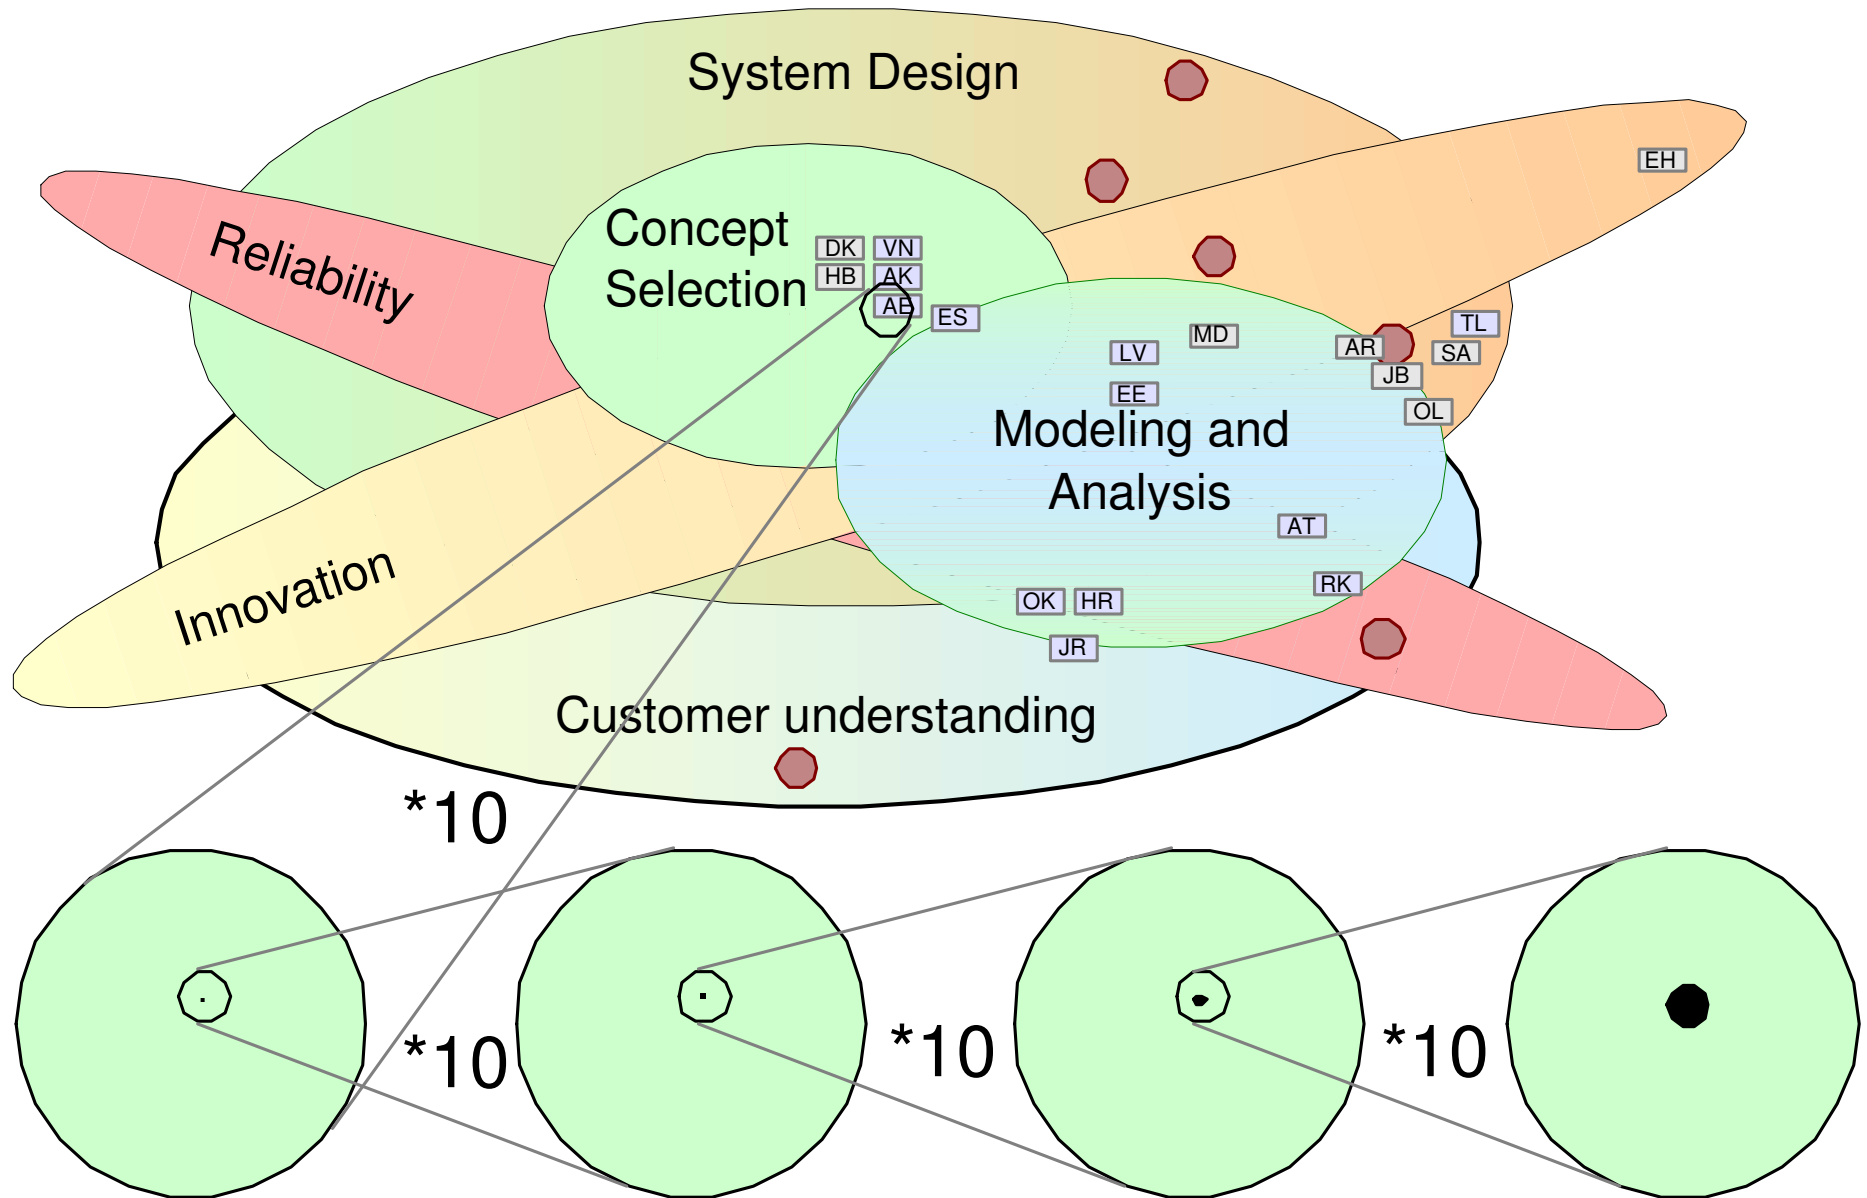 System Design
EH
Reliability
Concept
Selection
DK
VN
HB
AK
AE
ES
TL
MD
AR
SA
LV
JB
EE
OL
Modeling and
Analysis
AT
Innovation
RK
OK
HR
JR
Customer understanding
*10
*10
*10
*10